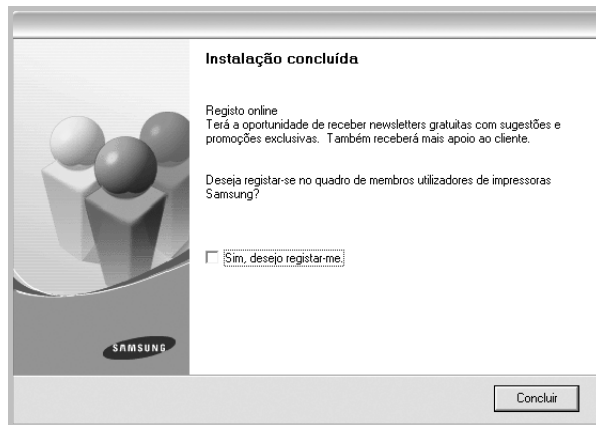 Instalação concluída
Registo online
Terá a oportunidade de receber newsletters gratuitas com sugestões e
promoções exclusivas. Também receberá mais apoio ao cliente.
Deseja registar-se no quadro de membros utilizadores de impressoras
Samsung?
Sim, desejo registar-me.
SAMSUNG
Concluir